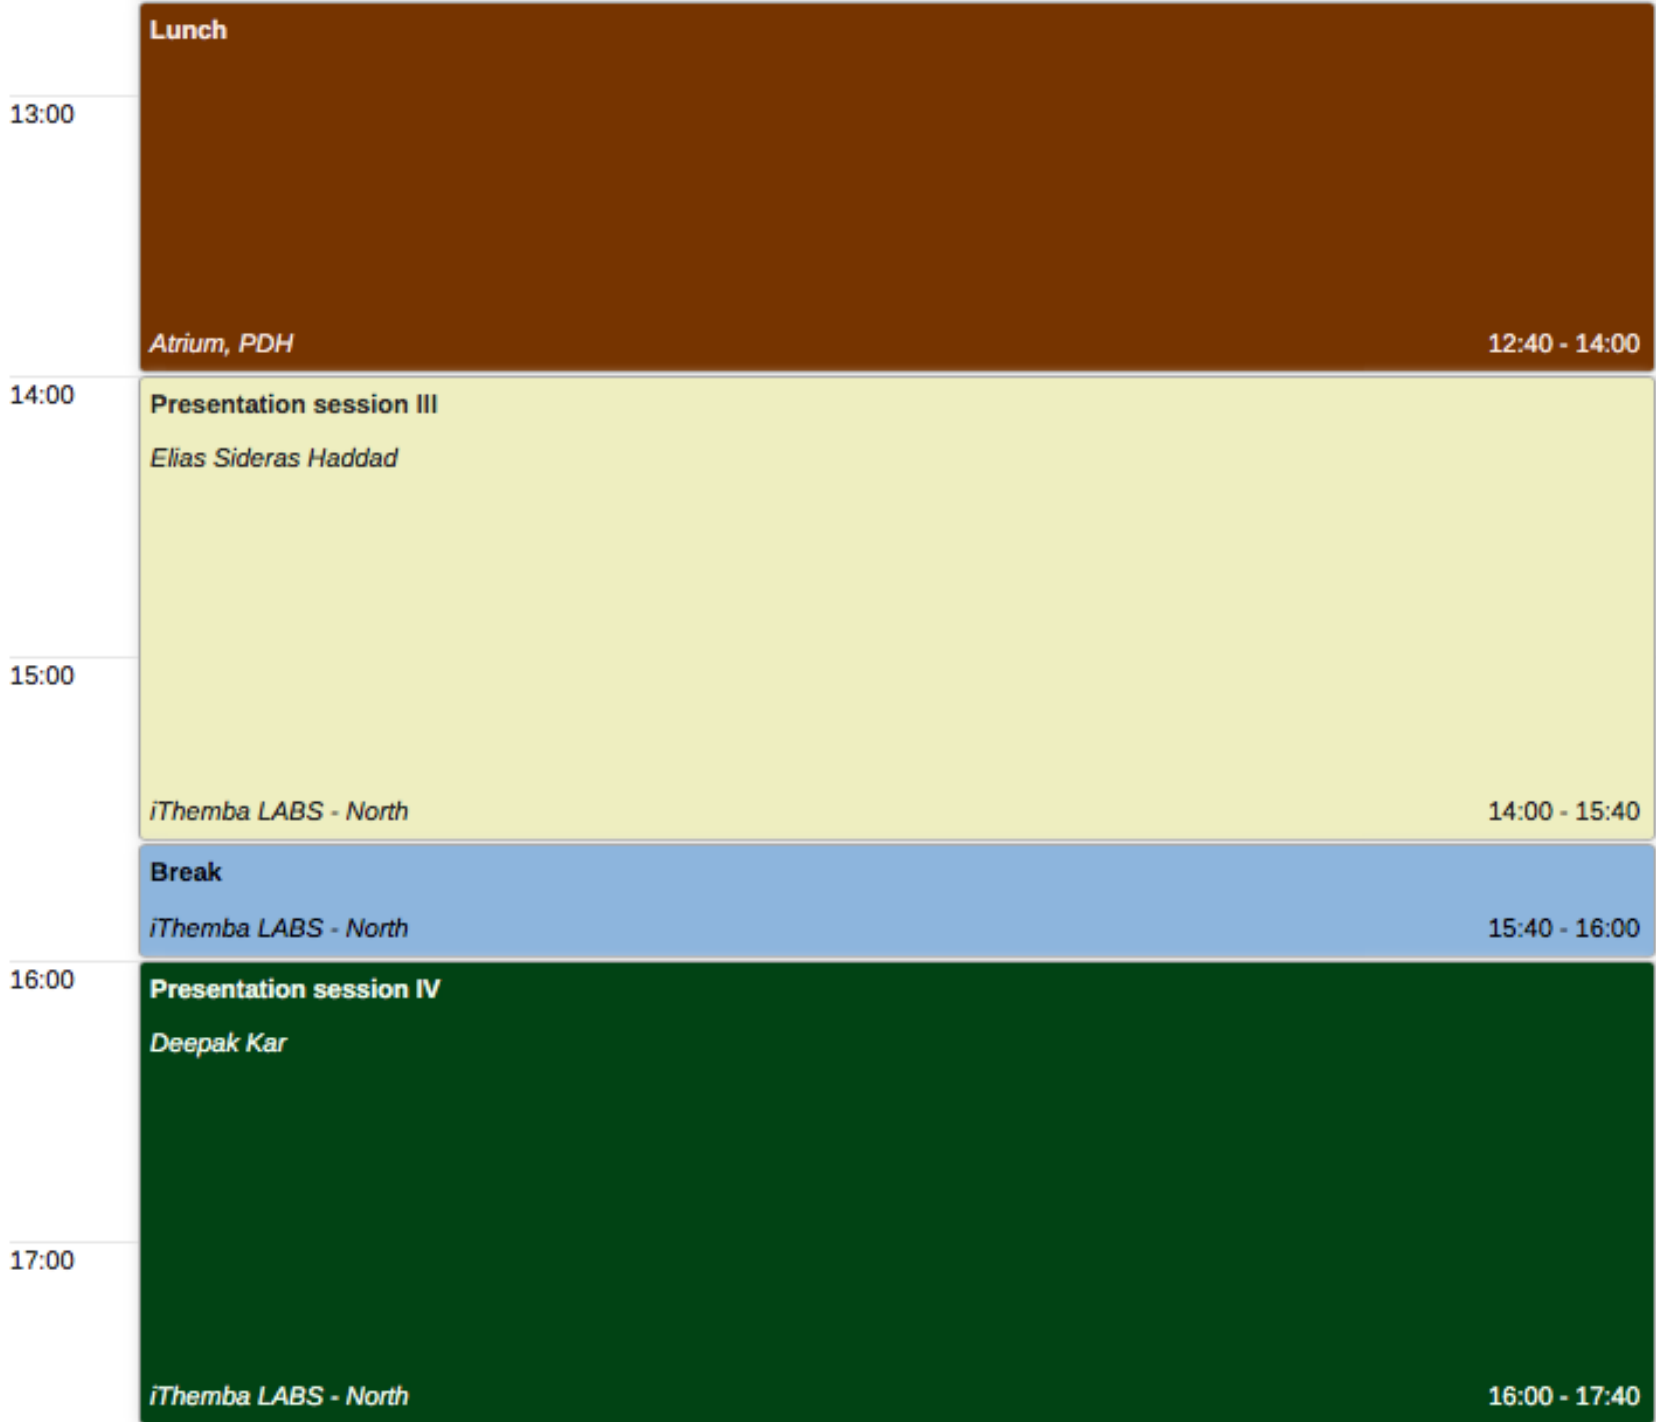 Lunch
13:00
Atrium, PDH 12:40 - 14:00
14:00
Presentation session III
Elias Sideras Haddad
15:00
iThemba LABS - North 14:00 - 15:40
Break
iThemba LABS - North 15:40 - 16:00
16:00
Presentation session IV
Deepak Kar
17:00
iThemba LABS - North 16:00 - 17:40